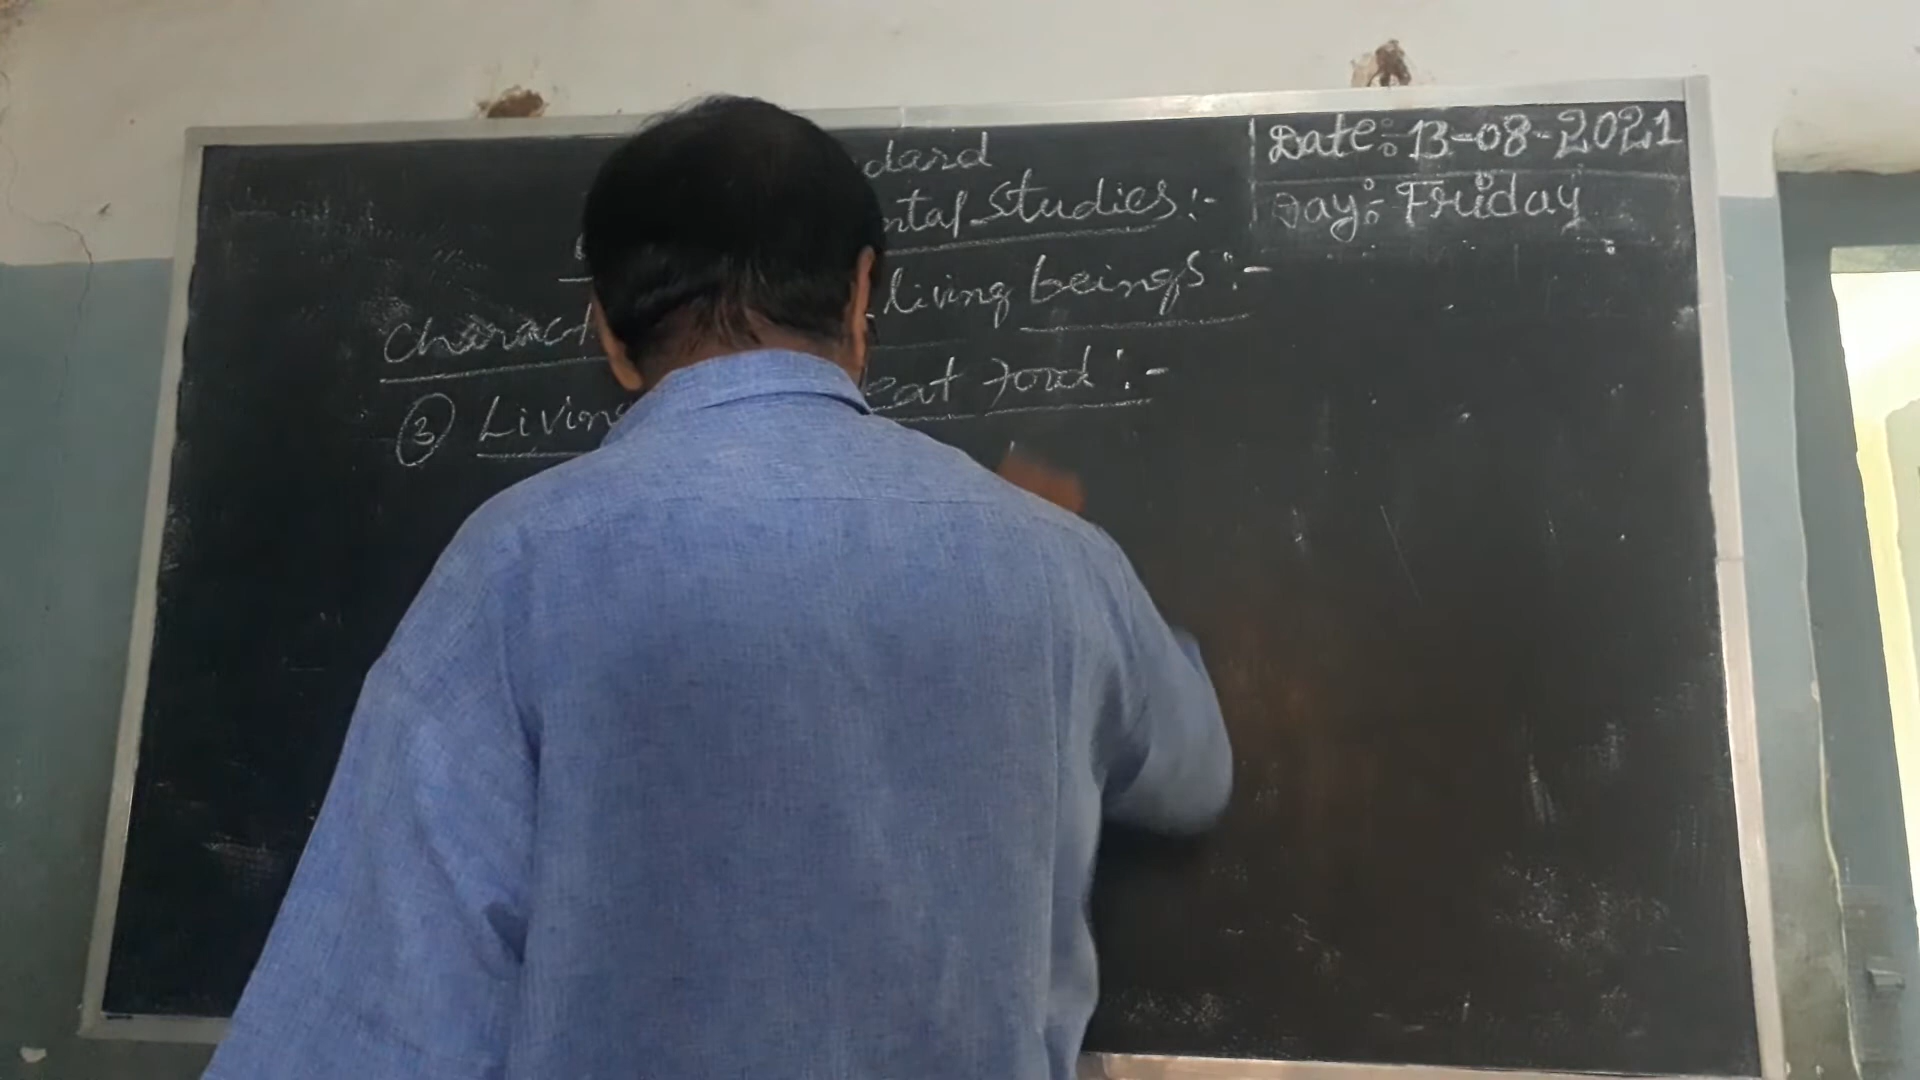 dard
ntal Studies:-
Date:- 13-08-2021
Day:- Friday
charact living beings:-
③ Living eat food:-